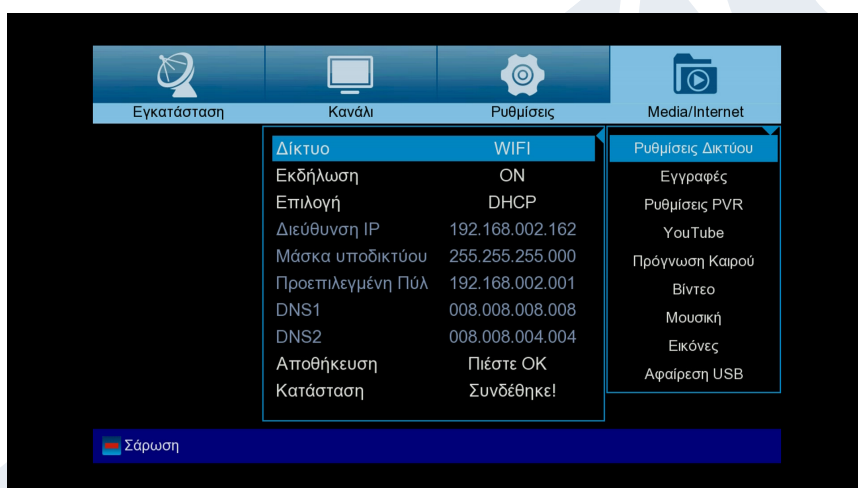 Εγκατάσταση Κανάλι Ρυθμίσεις Media/Internet
Δίκτυο WIFI
Εκδήλωση ON
Επιλογή DHCP
Διεύθυνση IP 192.168.002.162
Μάσκα υποδικτύου 255.255.255.000
Προεπιλεγμένη Πύλ 192.168.002.001
DNS1 008.008.008.008
DNS2 008.008.004.004
Αποθήκευση Πιέστε OK
Κατάσταση Συνδέθηκε!
Ρυθμίσεις Δικτύου
Εγγραφές
Ρυθμίσεις PVR
YouTube
Πρόγνωση Καιρού
Βίντεο
Μουσική
Εικόνες
Αφαίρεση USB
Σάρωση